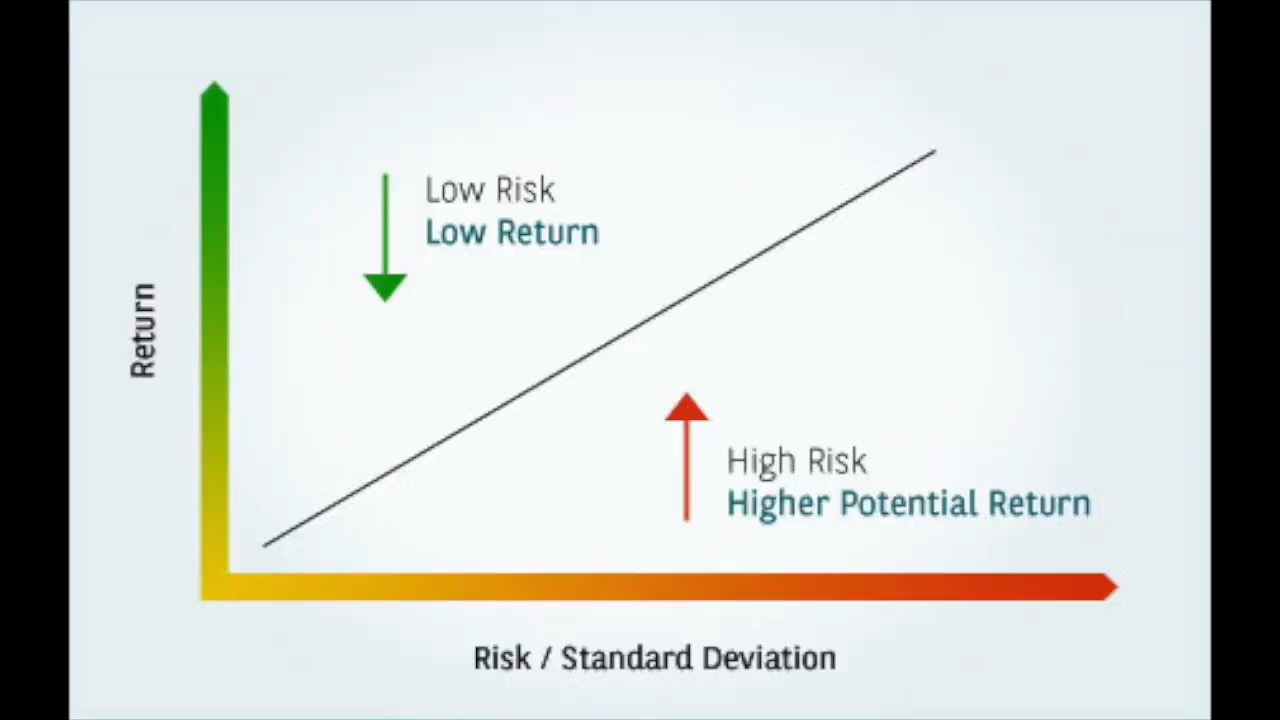 Low Risk
Low Return
Return
High Risk
Higher Potential Return
Risk / Standard Deviation